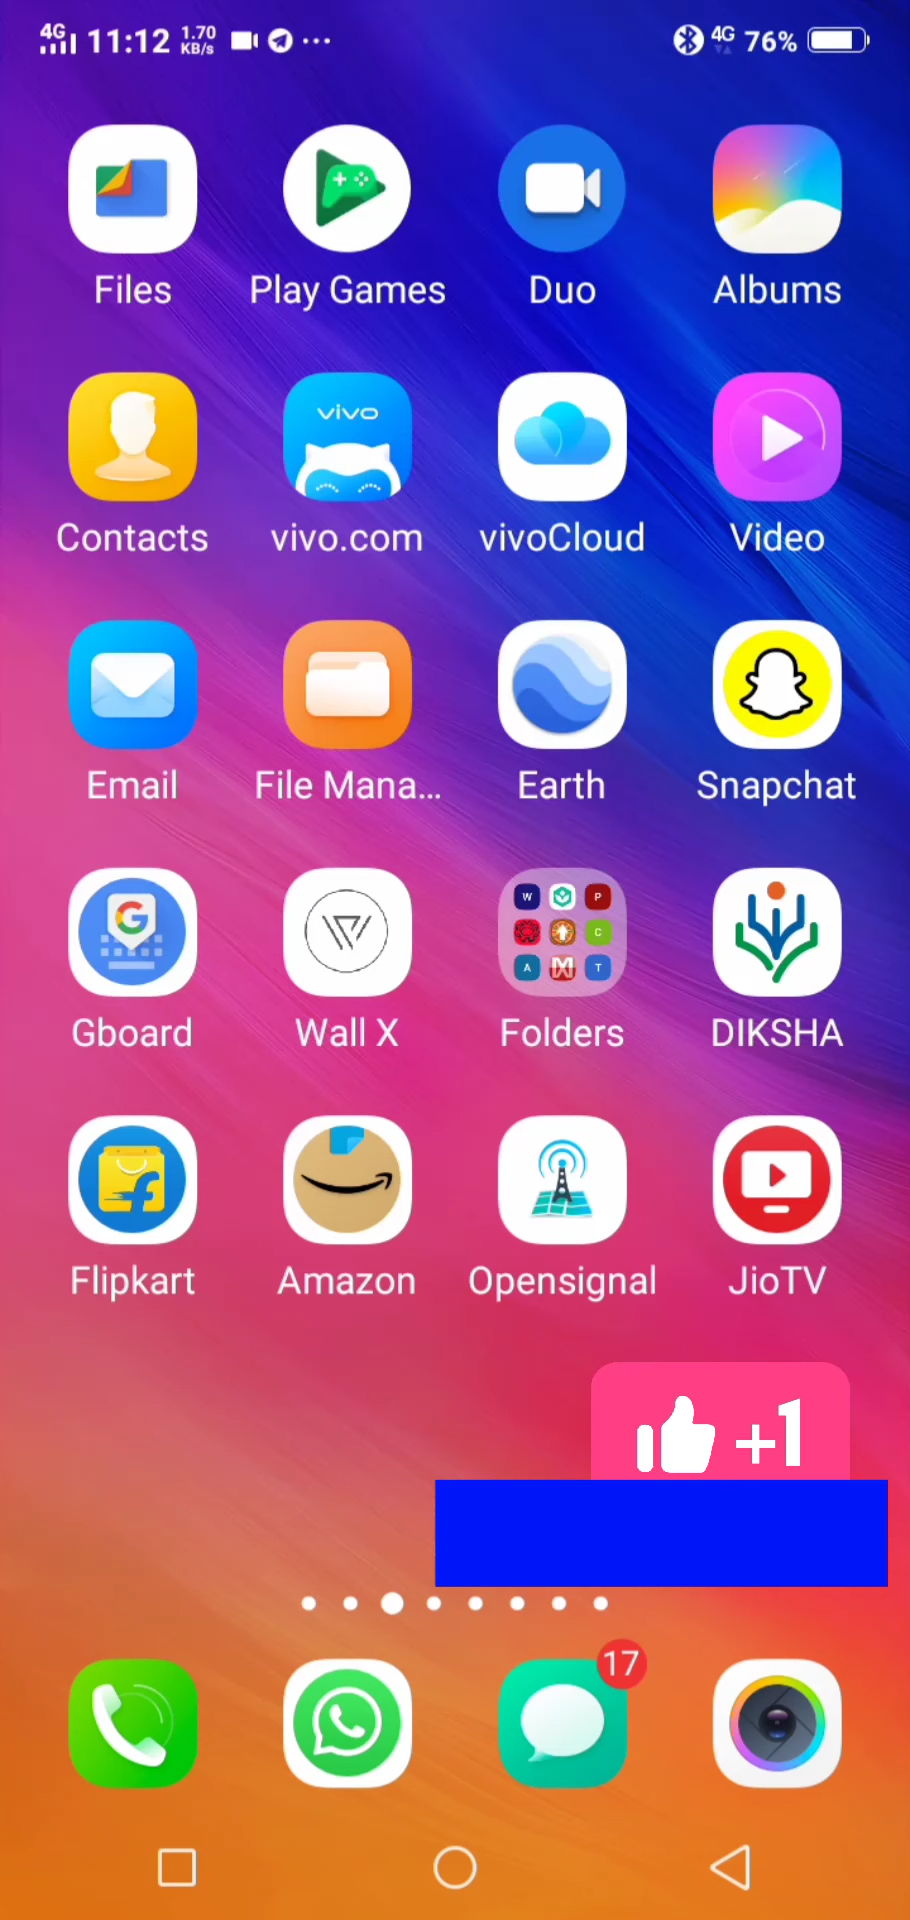 4G 11:12 1.70 KB/s ... 4G 76%
Files Play Games Duo Albums
vivo
Contacts vivo.com vivoCloud Video
Email File Mana... Earth Snapchat
G
W P
C
A T
Gboard Wall X Folders DIKSHA
Flipkart Amazon Opensignal JioTV
+1
17